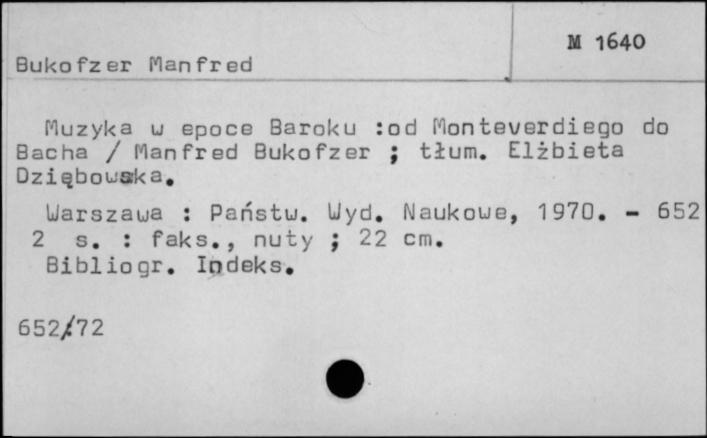 M 1640
Bukofzer Manfred
Muzyka w epoce Baroku :od Monteverdiego do
Bacha / Manfred Bukofzer ; tłum. Elżbieta
Dziębowska.
Warszawa : Państw. Wyd. Naukowe, 1970. - 652
2 s. : faks., nuty ; 22 cm.
Bibliogr. Indeks.
652/72